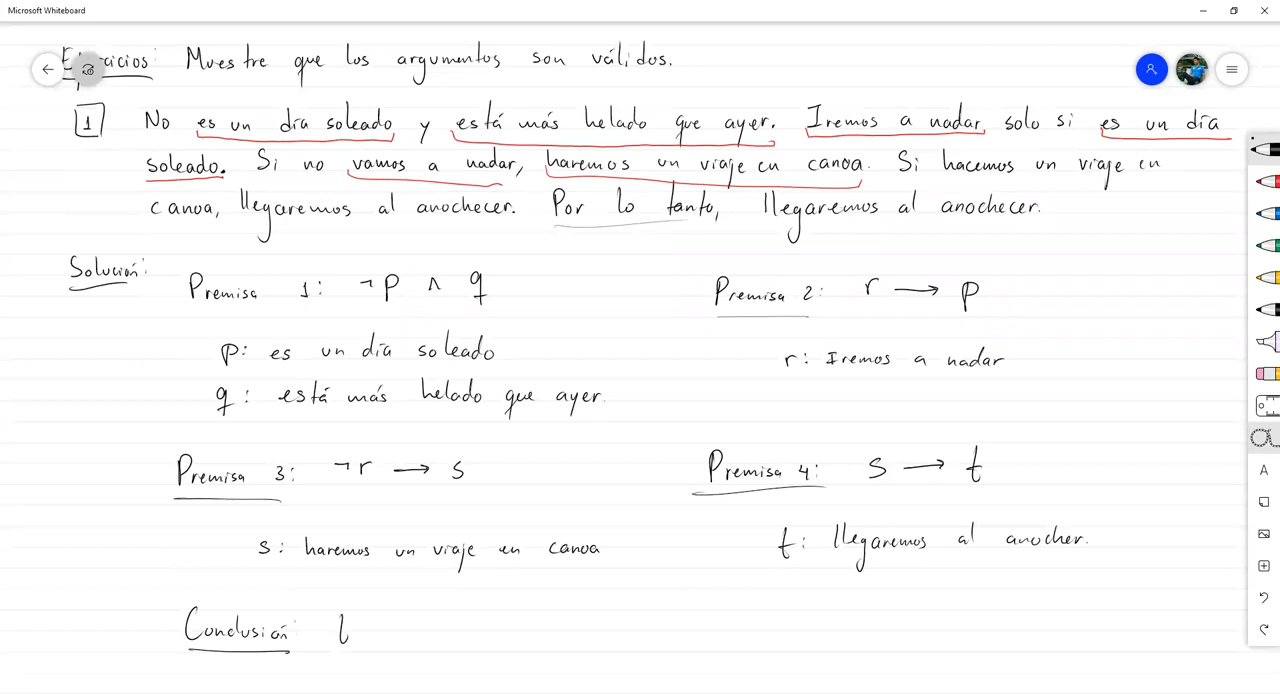 Microsoft Whiteboard
Ejercicios: Muestre que los argumentos son válidos.
1 No es un día soleado y está más helado que ayer. Iremos a nadar solo si es un día
soleado. Si no vamos a nadar, haremos un viaje en canoa. Si hacemos un viaje en
canoa, llegaremos al anochecer. Por lo tanto, llegaremos al anochecer.
Solución:
Premisa 1: ¬p ∧ q
Premisa 2: r → p
p: es un día soleado
r: Iremos a nadar
q: está más helado que ayer.
Premisa 3: ¬r → s
Premisa 4: s → t
s: haremos un viaje en canoa
t: llegaremos al anocher.
Conclusión: